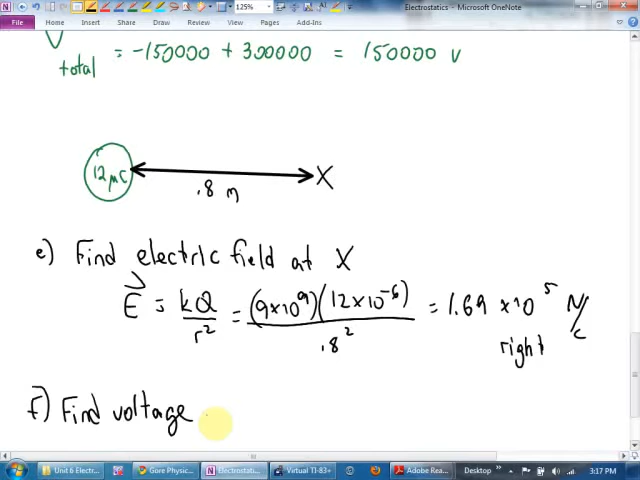 Electrostatics - Microsoft OneNote
125%
File Home Insert Share Draw Review View Add-Ins
V total = -150000 + 300000 = 150000 v
12 μC
.8 m
X
e) Find electric field at X
E = kQ/r² = (9×10⁹)(12×10⁻⁶)/.8² = 1.69 ×10⁵ N/c
right
f) Find voltage
Unit 6 Electr... Gore Physic... Electrostati... Virtual TI-83+ Adobe Rea... Desktop 3:17 PM